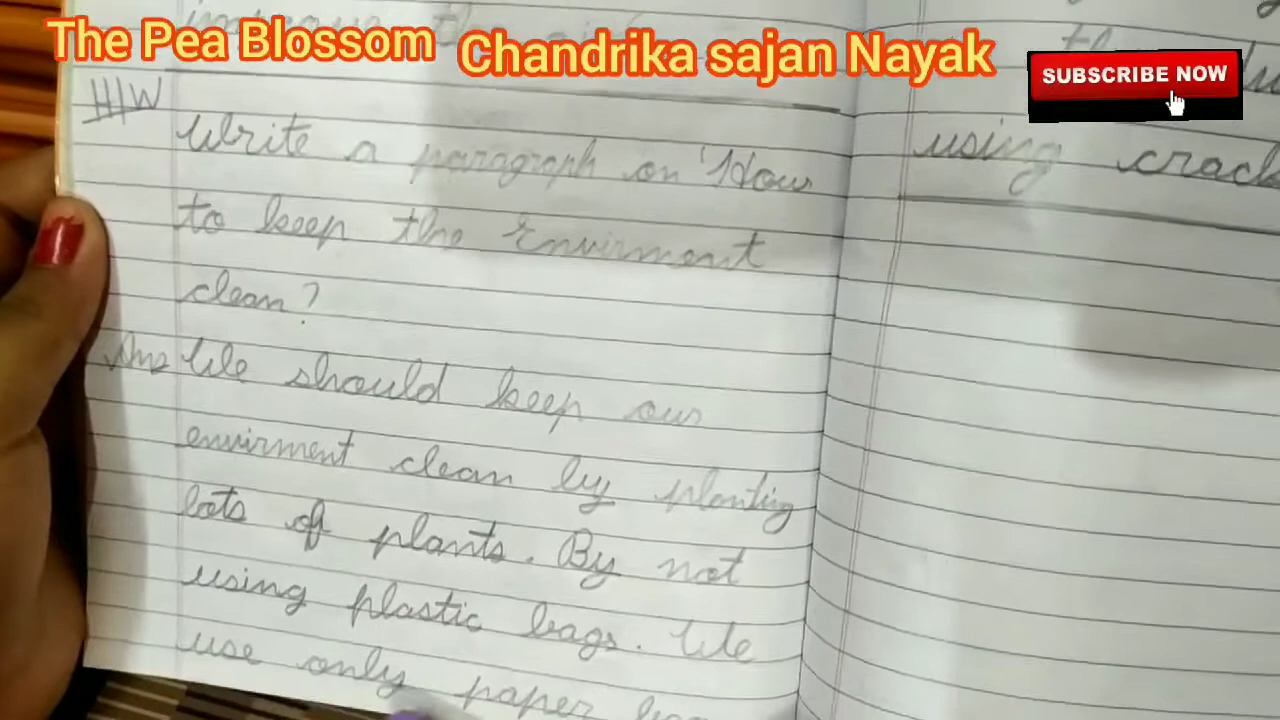 The Pea Blossom
Chandrika sajan Nayak
SUBSCRIBE NOW
H/W
Write a paragraph on 'How
to keep the Envirment
clean?
Ans We should keep our
envirment clean by planting
lots of plants. By not
using plastic bags. We
use only paper
using